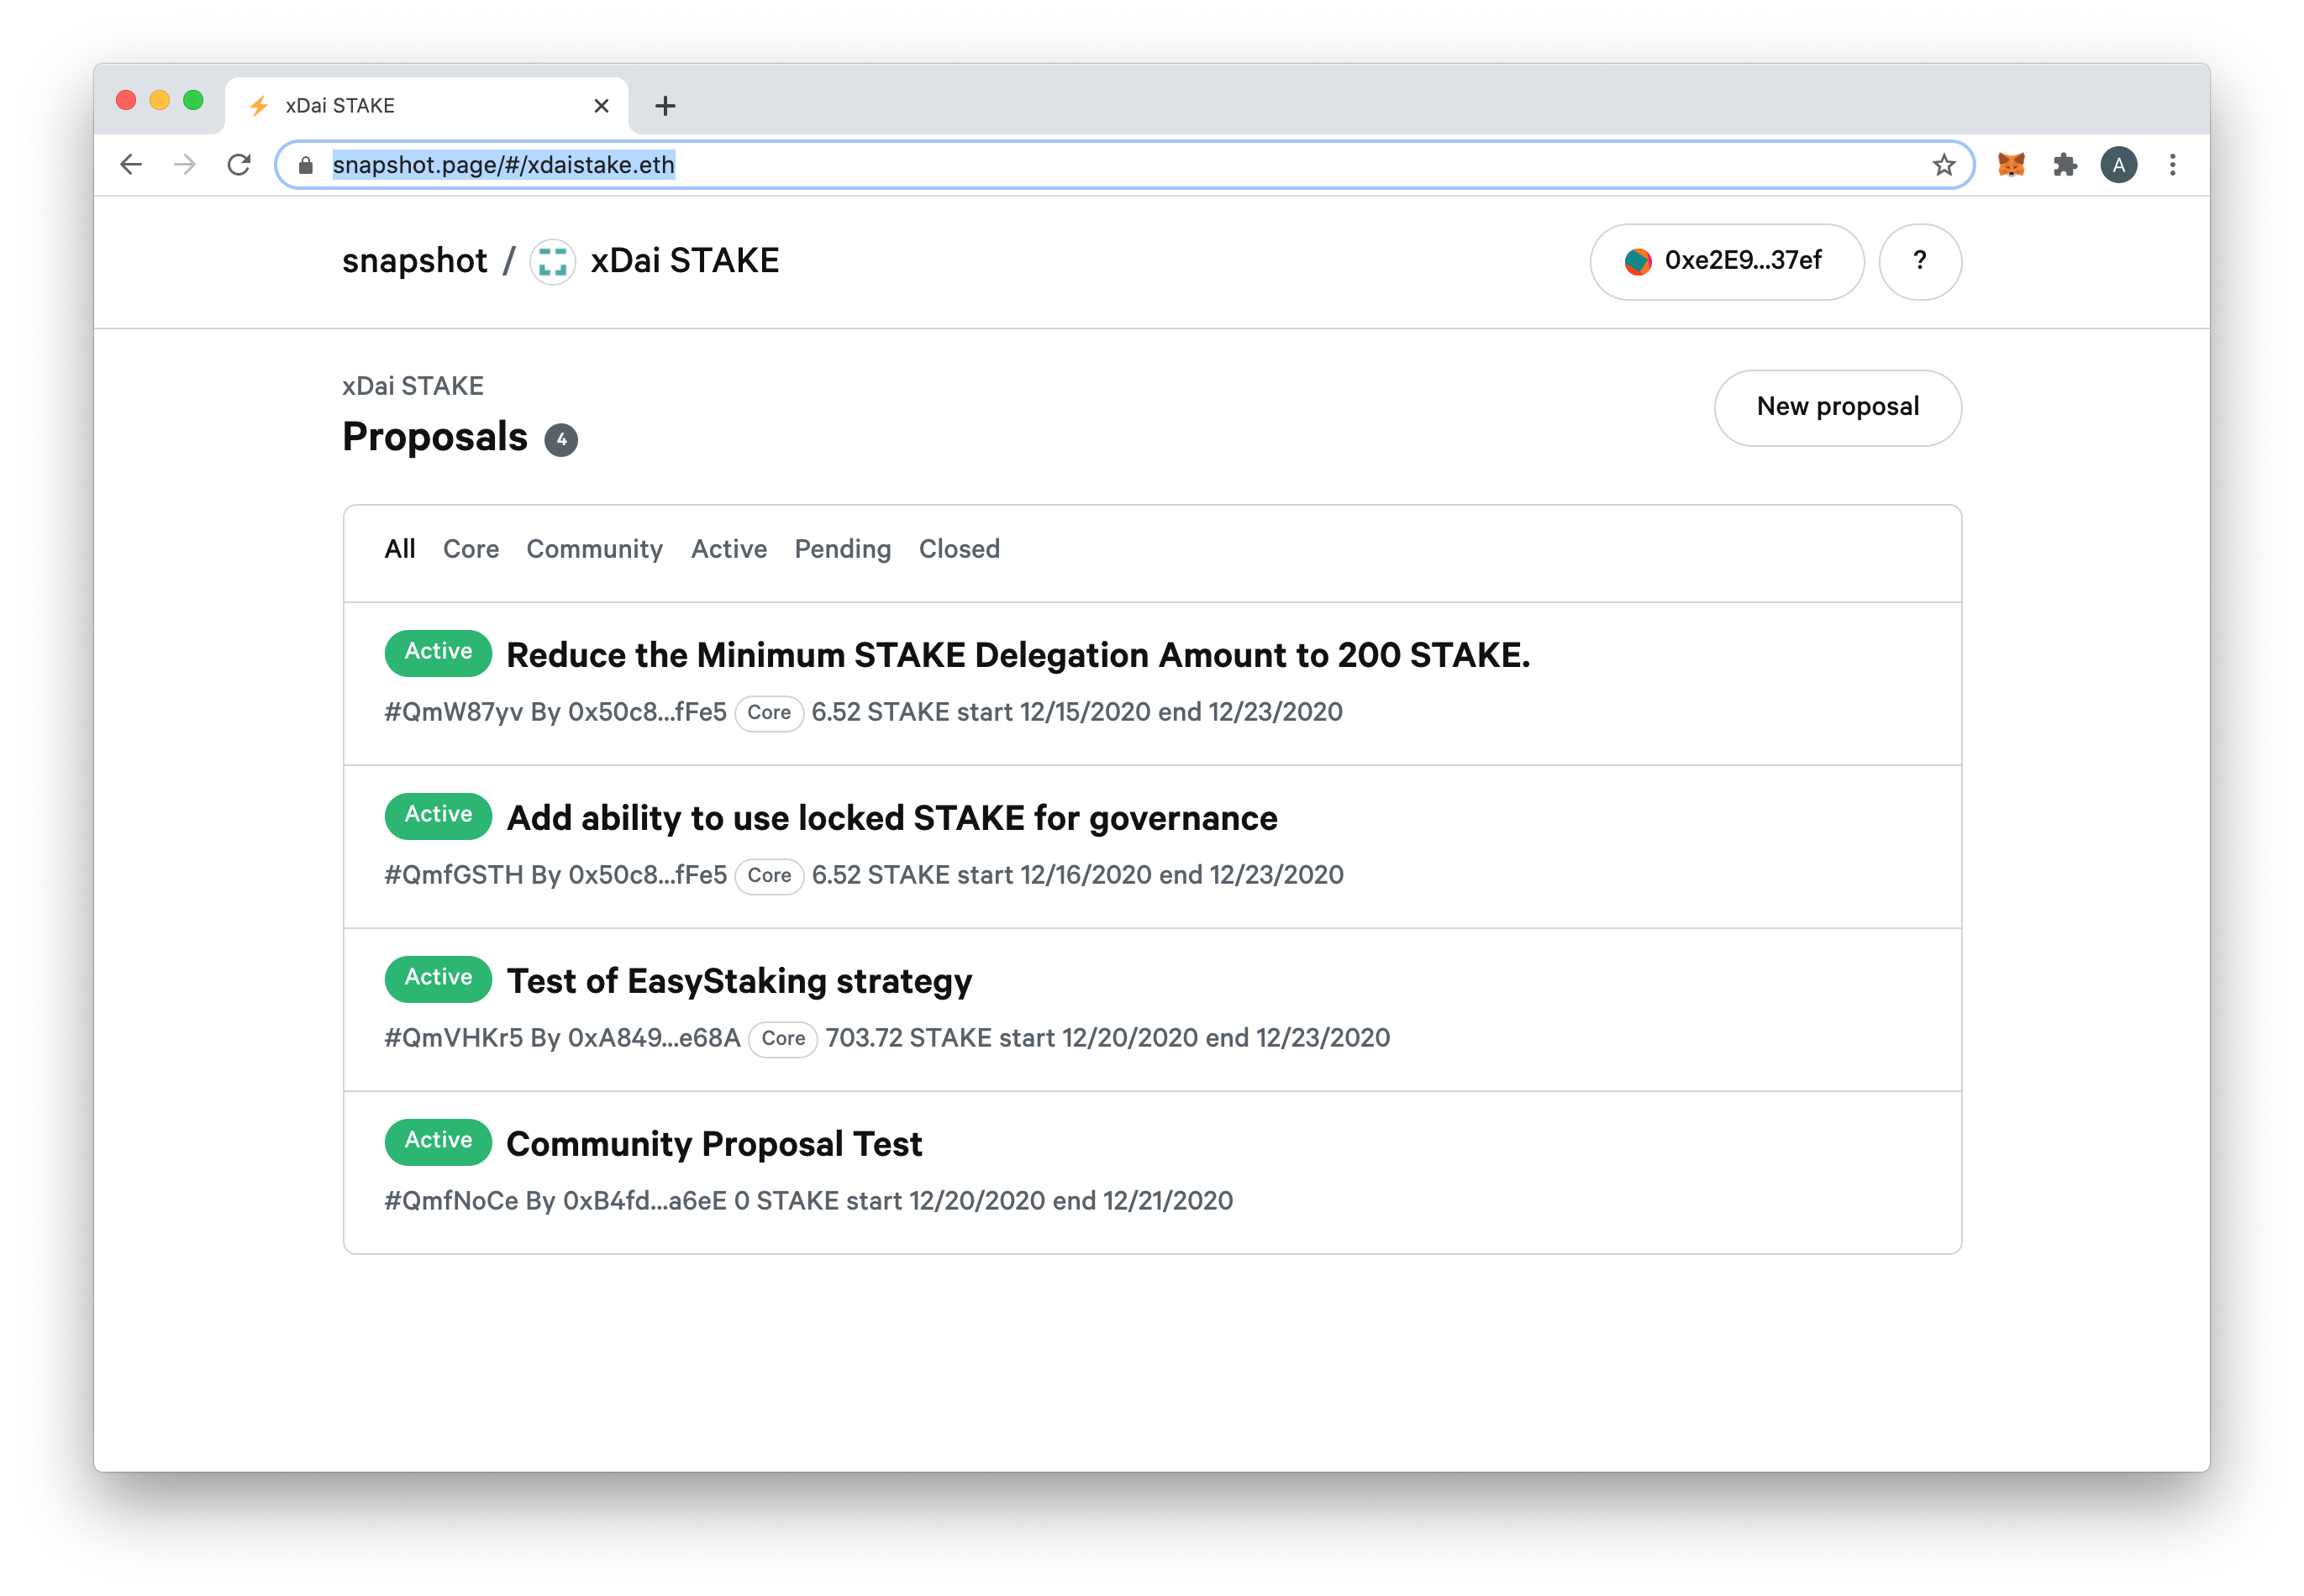 xDai STAKE
snapshot.page/#/xdaistake.eth
A
snapshot / xDai STAKE
0xe2E9...37ef
?
xDai STAKE
Proposals 4
New proposal
All Core Community Active Pending Closed
Active Reduce the Minimum STAKE Delegation Amount to 200 STAKE.
#QmW87yv By 0x50c8...fFe5 Core 6.52 STAKE start 12/15/2020 end 12/23/2020
Active Add ability to use locked STAKE for governance
#QmfGSTH By 0x50c8...fFe5 Core 6.52 STAKE start 12/16/2020 end 12/23/2020
Active Test of EasyStaking strategy
#QmVHKr5 By 0xA849...e68A Core 703.72 STAKE start 12/20/2020 end 12/23/2020
Active Community Proposal Test
#QmfNoCe By 0xB4fd...a6eE 0 STAKE start 12/20/2020 end 12/21/2020